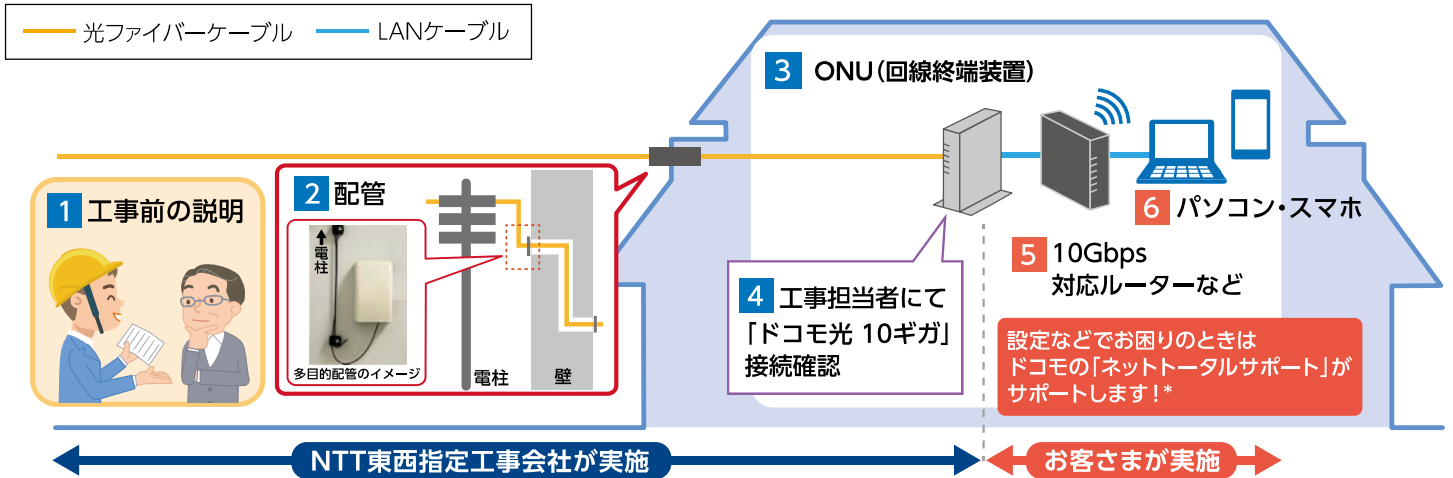 光ファイバーケーブル
LANケーブル
3 ONU（回線終端装置）
1 工事前の説明
2 配管
↑電柱
多目的配管のイメージ
電柱
壁
4 工事担当者にて
「ドコモ光 10ギガ」
接続確認
6 パソコン・スマホ
5 10Gbps
対応ルーターなど
設定などでお困りのときは
ドコモの「ネットトータルサポート」が
サポートします！*
NTT東西指定工事会社が実施
お客さまが実施